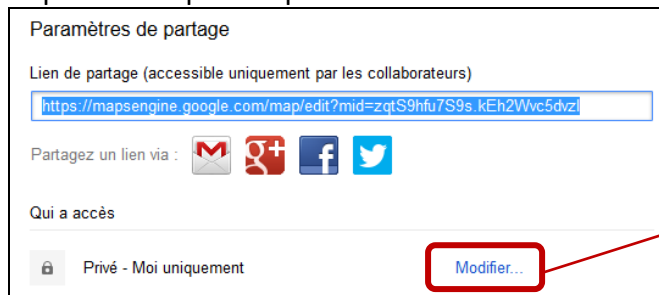 Paramètres de partage
Lien de partage (accessible uniquement par les collaborateurs)
https://mapsengine.google.com/map/edit?mid=zqtS9hfu7S9s.kEh2Wvc5dvzI
Partagez un lien via :
Qui a accès
Privé - Moi uniquement Modifier...